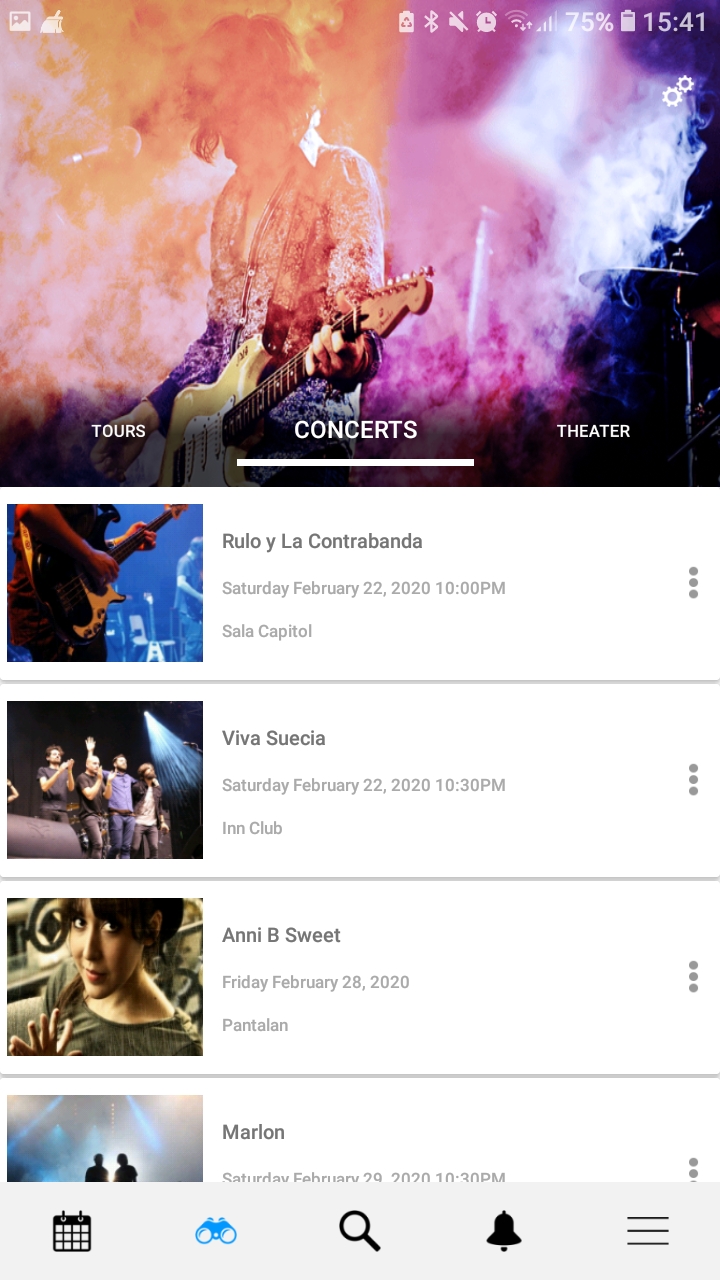 75% 15:41
TOURS CONCERTS THEATER
Rulo y La Contrabanda
Saturday February 22, 2020 10:00PM
Sala Capitol
Viva Suecia
Saturday February 22, 2020 10:30PM
Inn Club
Anni B Sweet
Friday February 28, 2020
Pantalan
Marlon
Saturday February 29, 2020 10:30PM